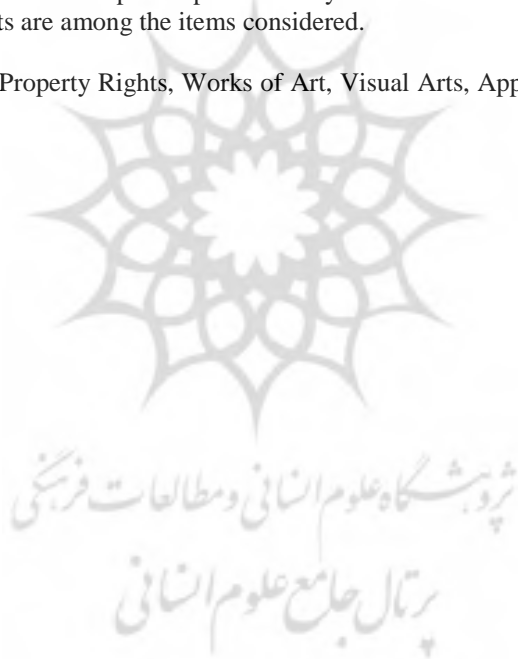 ts are among the items considered.
Property Rights, Works of Art, Visual Arts, App
پژوهشگاه علوم انسانی و مطالعات فرهنگی
پرتال جامع علوم انسانی